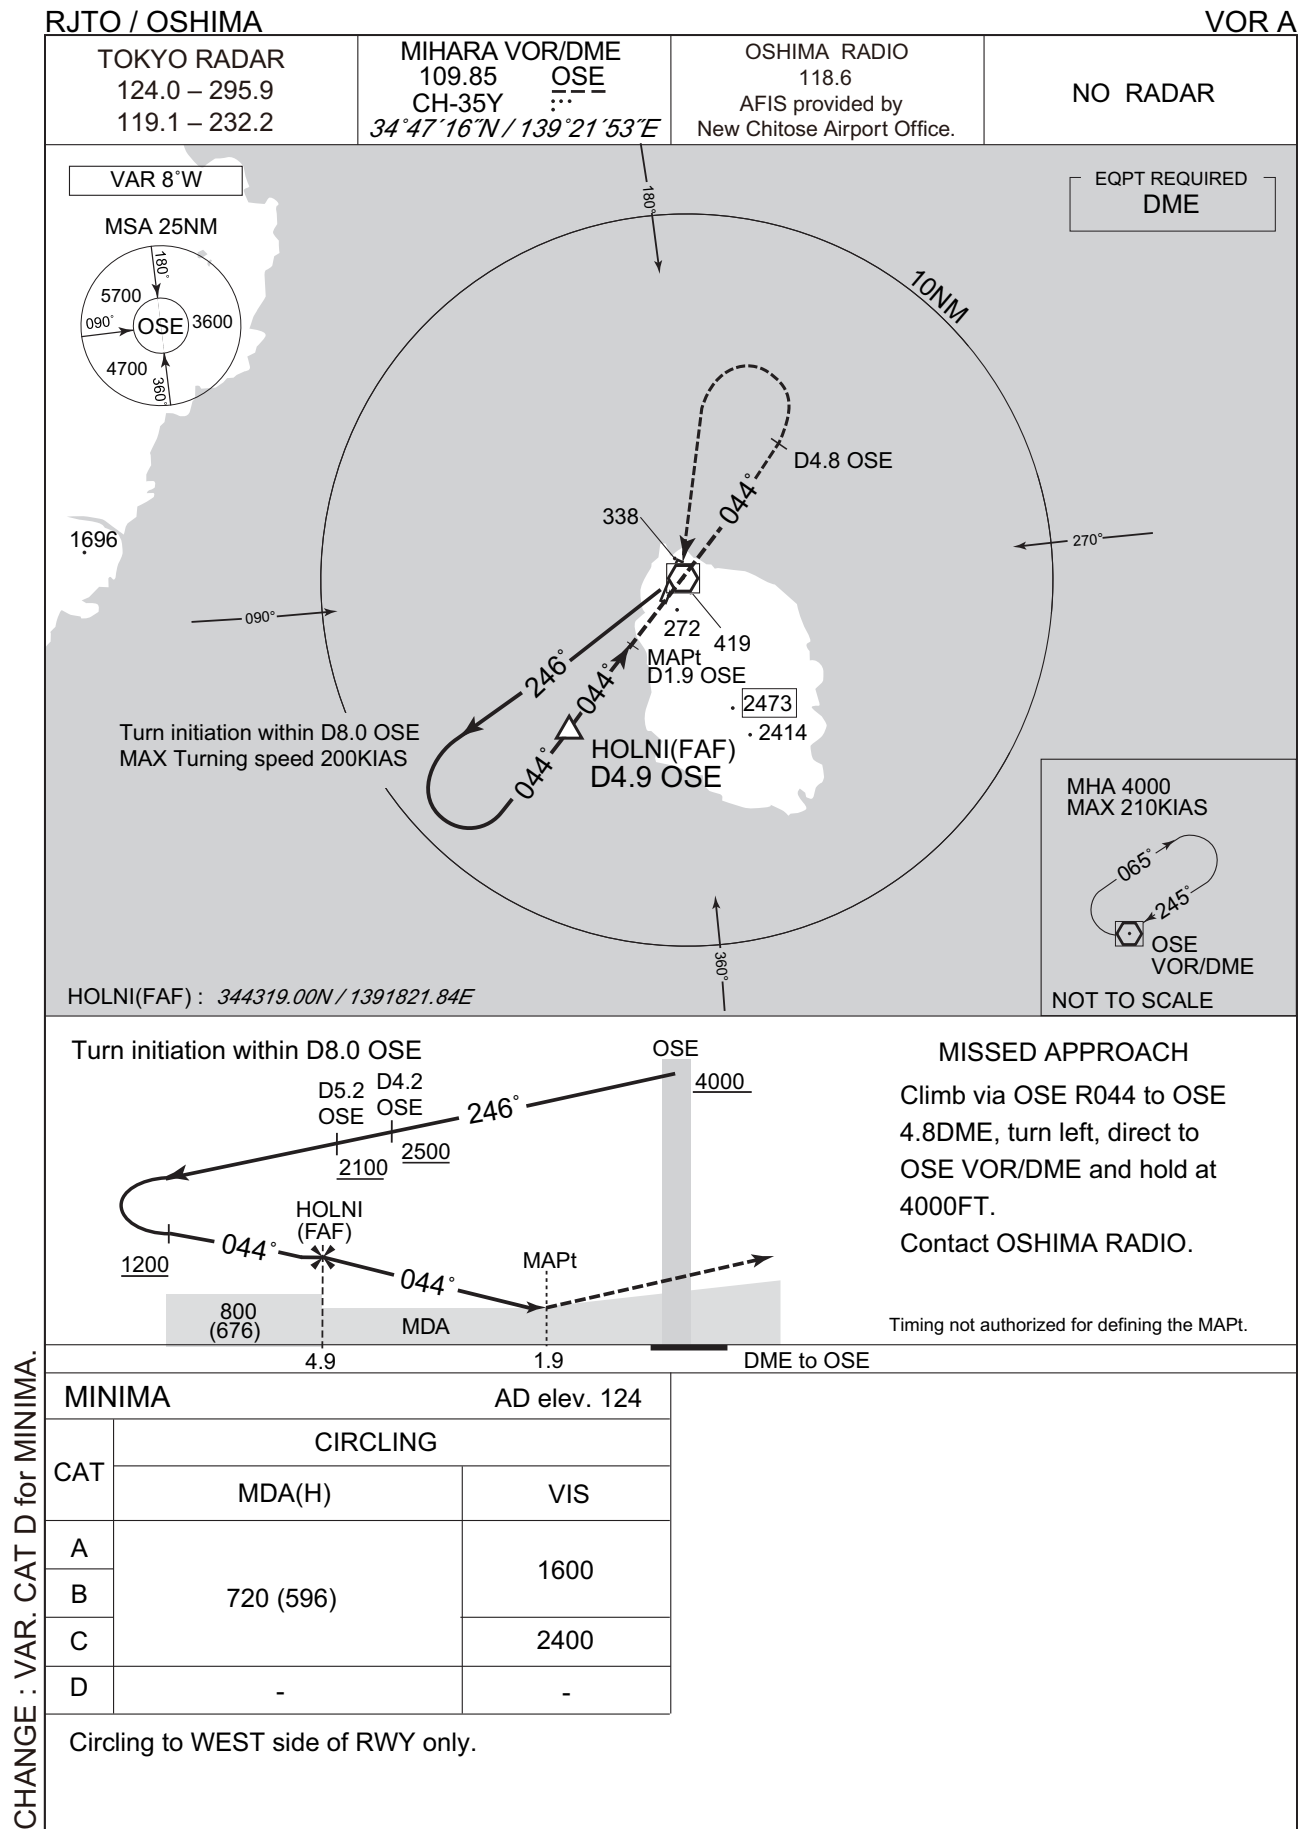 RJTO / OSHIMA
VOR A
TOKYO RADAR
124.0 – 295.9
119.1 – 232.2
MIHARA VOR/DME
109.85 OSE
CH-35Y
34°47´16˝N / 139°21´53˝E
OSHIMA RADIO
118.6
AFIS provided by
New Chitose Airport Office.
NO RADAR
VAR 8°W
MSA 25NM
180°
5700
090°
OSE
3600
4700
360°
EQPT REQUIRED
DME
180°
10NM
D4.8 OSE
044°
338
1696
270°
090°
272
419
MAPt
D1.9 OSE
246°
044°
2473
2414
Turn initiation within D8.0 OSE
MAX Turning speed 200KIAS
HOLNI(FAF)
D4.9 OSE
044°
MHA 4000
MAX 210KIAS
065°
245°
OSE
VOR/DME
NOT TO SCALE
360°
HOLNI(FAF) : 344319.00N / 1391821.84E
Turn initiation within D8.0 OSE
OSE
D5.2
OSE
D4.2
OSE
246°
4000
2500
2100
HOLNI
(FAF)
1200
044°
044°
MAPt
800
(676)
MDA
4.9
1.9
DME to OSE
MISSED APPROACH
Climb via OSE R044 to OSE
4.8DME, turn left, direct to
OSE VOR/DME and hold at
4000FT.
Contact OSHIMA RADIO.
Timing not authorized for defining the MAPt.
MINIMA
AD elev. 124
CAT
CIRCLING
MDA(H)
VIS
A
B
C
D
720 (596)
1600
2400
-
-
Circling to WEST side of RWY only.
CHANGE : VAR. CAT D for MINIMA.